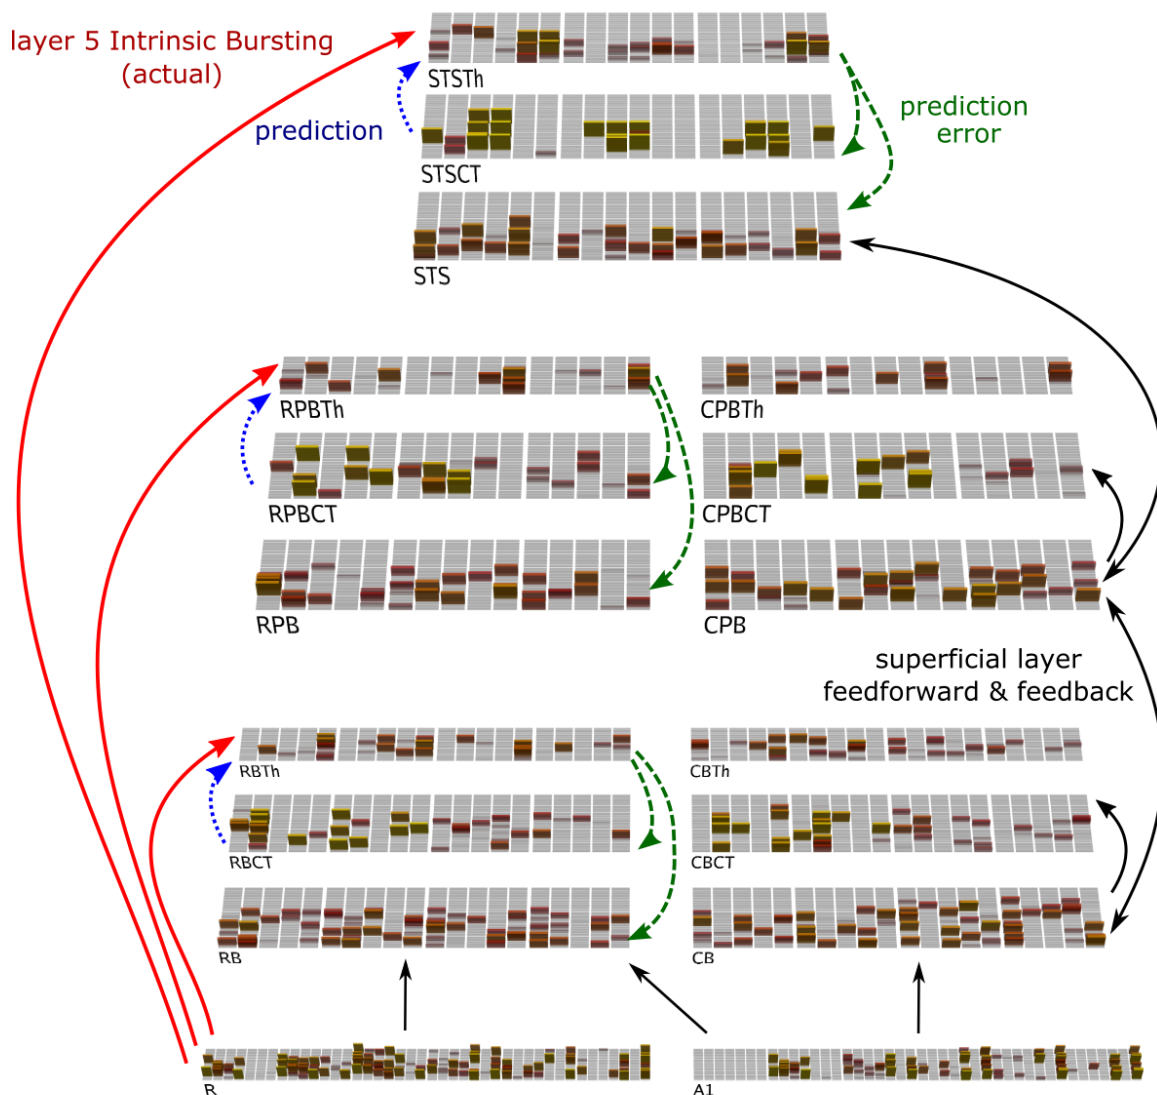 layer 5 Intrinsic Bursting
(actual)
STSTh
prediction
prediction
error
STSCT
STS
RPBTh
CPBTh
RPBCT
CPBCT
RPB
CPB
superficial layer
feedforward & feedback
RBTh
CBTh
RBCT
CBCT
RB
CB
R
A1